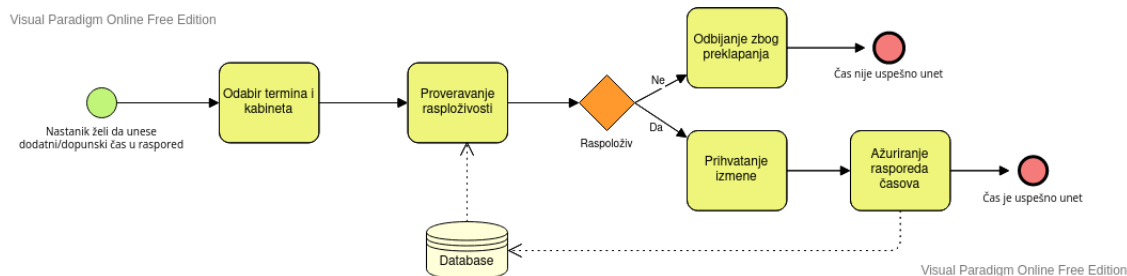 Visual Paradigm Online Free Edition
Odbijanje zbog
preklapanja
Čas nije uspešno unet
Ne
Odabir termina i
kabineta
Proveravanje
rasploživosti
Raspoloživ
Da
Nastanik želi da unese
dodatni/dopunski čas u raspored
Prihvatanje
izmene
Ažuriranje
rasporeda
časova
Čas je uspešno unet
Database
Visual Paradigm Online Free Edition